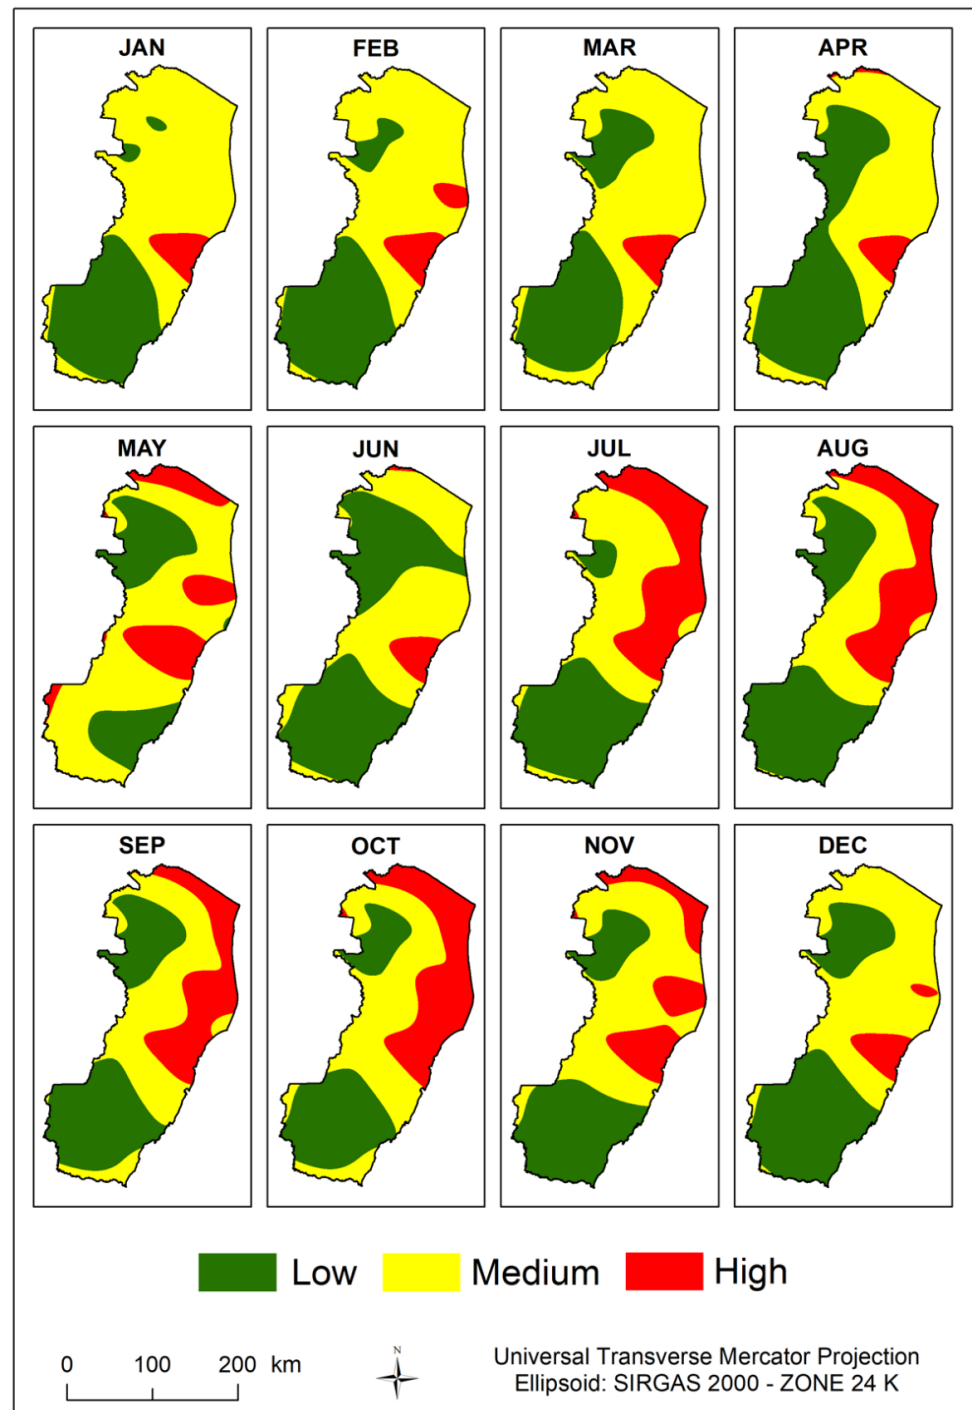 JAN
FEB
MAR
APR
MAY
JUN
JUL
AUG
SEP
OCT
NOV
DEC
Low
Medium
High
0 100 200 km
N
Universal Transverse Mercator Projection
Ellipsoid: SIRGAS 2000 - ZONE 24 K